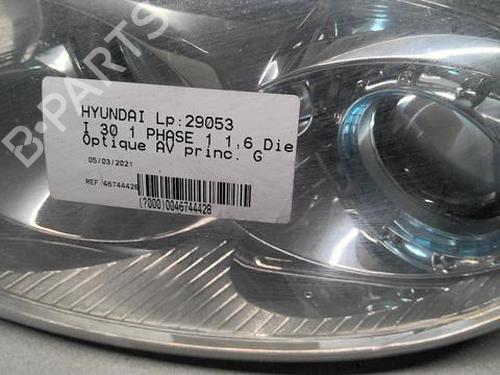 B-PARTS
HYUNDAI Lp:29053
I 30 1 PHASE 1 1.6 Die
Optique AV princ. G
05/03/2021
REF.:46744428
(?000)0046744428